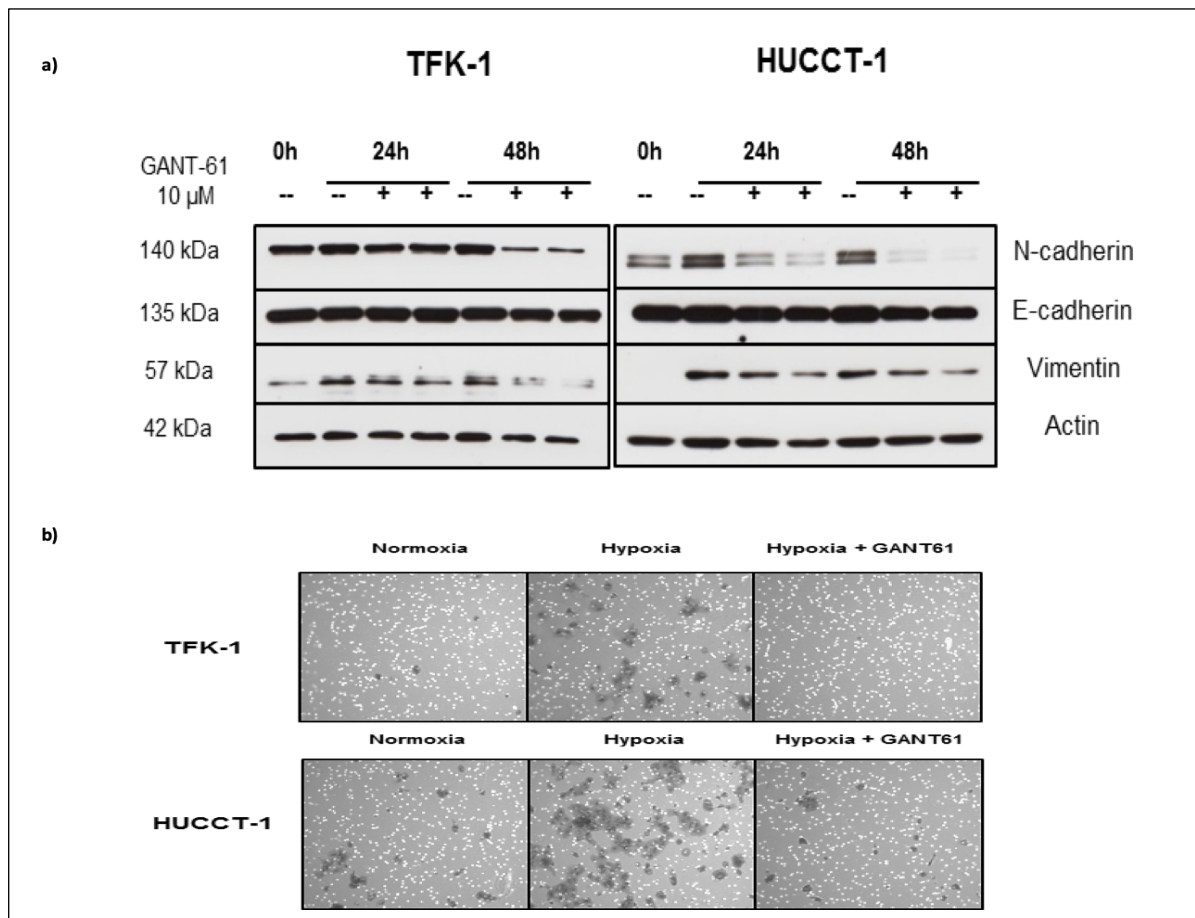 a)
TFK-1 HUCCT-1
0h 24h 48h 0h 24h 48h
GANT-61
10 µM -- -- + + -- + + -- -- + + -- + +
140 kDa N-cadherin
135 kDa E-cadherin
57 kDa Vimentin
42 kDa Actin
b)
Normoxia Hypoxia Hypoxia + GANT61
TFK-1
Normoxia Hypoxia Hypoxia + GANT61
HUCCT-1